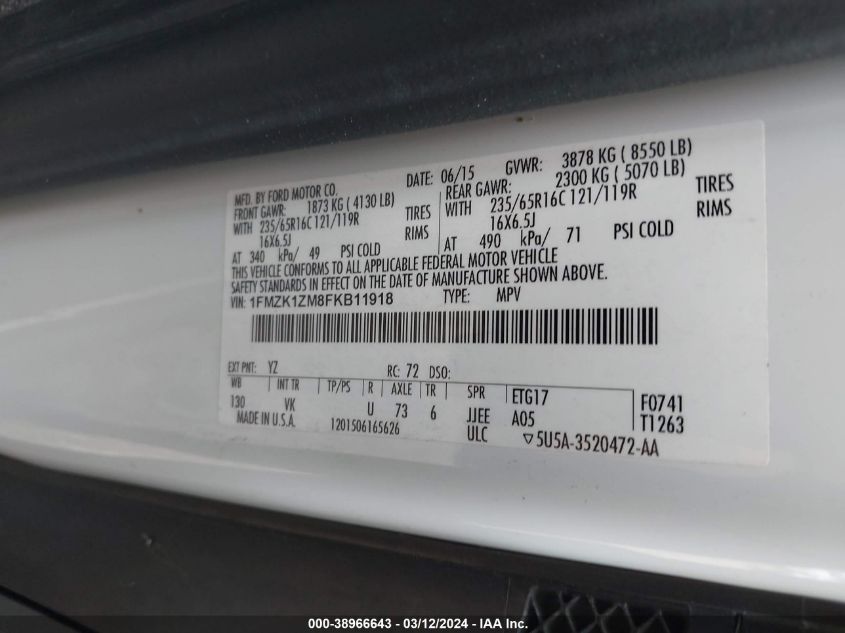 MFD. BY FORD MOTOR CO.
DATE: 06/15 GVWR: 3878 KG ( 8550 LB)
FRONT GAWR: 1873 KG ( 4130 LB) REAR GAWR: 2300 KG ( 5070 LB)
WITH 235/65R16C 121/119R TIRES WITH 235/65R16C 121/119R TIRES
16X6.5J RIMS 16X6.5J RIMS
AT 340 kPa/ 49 PSI COLD AT 490 kPa/ 71 PSI COLD
THIS VEHICLE CONFORMS TO ALL APPLICABLE FEDERAL MOTOR VEHICLE
SAFETY STANDARDS IN EFFECT ON THE DATE OF MANUFACTURE SHOWN ABOVE.
VIN: 1FMZK1ZM8FKB11918 TYPE: MPV
EXT PNT: YZ RC: 72 DSO:
WB INT TR TP/PS R AXLE TR SPR ETG17 F0741
130 VK U 73 6 JJEE A05 T1263
MADE IN U.S.A. 1201506165626 ULC ▽5U5A-3520472-AA
000-38966643 - 03/12/2024 - IAA Inc.